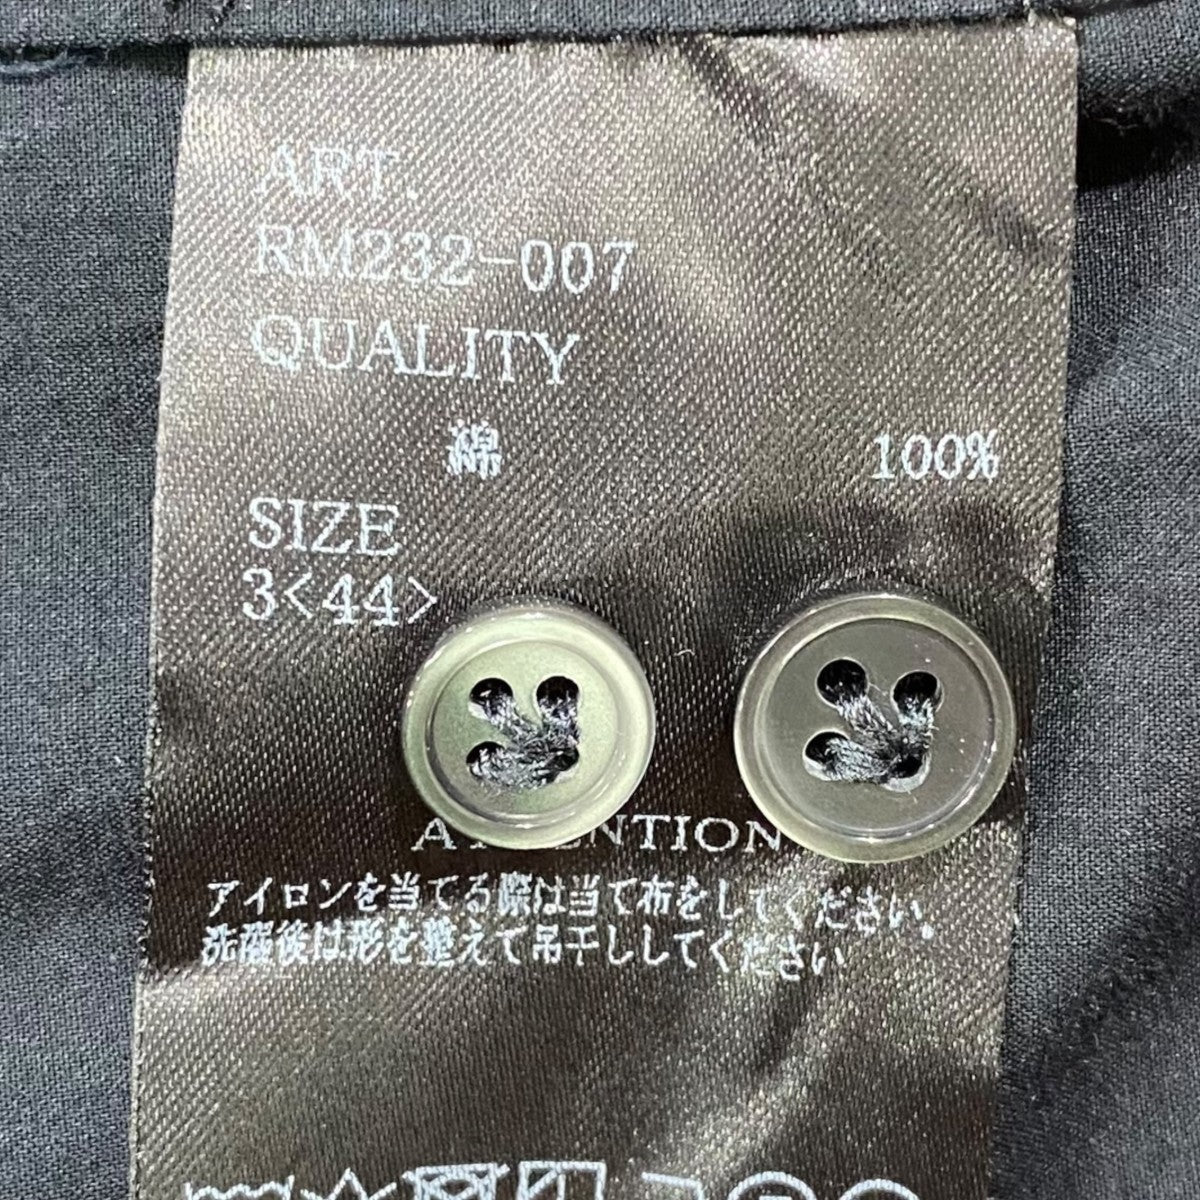 ART.
RM232-007
QUALITY
綿 100%
SIZE
3<44>
ATTENTION
アイロンを当てる際は当て布をしてください。
洗濯後は形を整えて吊干ししてください